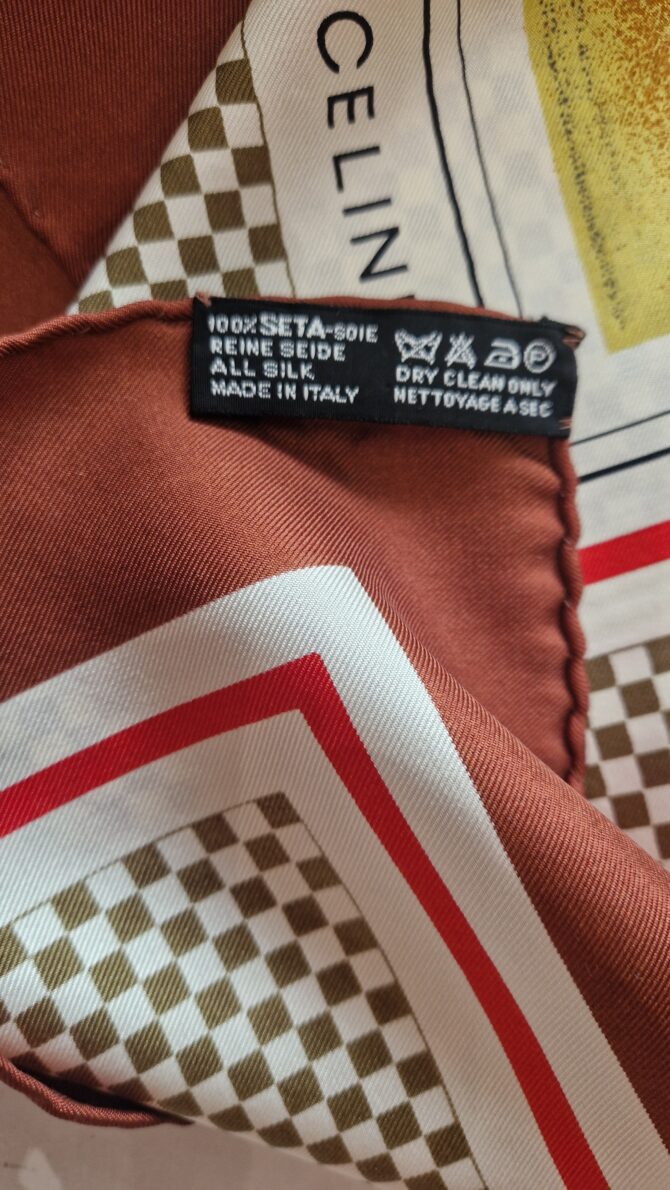 CELIN
100% SETA-SOIE
REINE SEIDE
ALL SILK
MADE IN ITALY
DRY CLEAN ONLY
NETTOYAGE A SEC